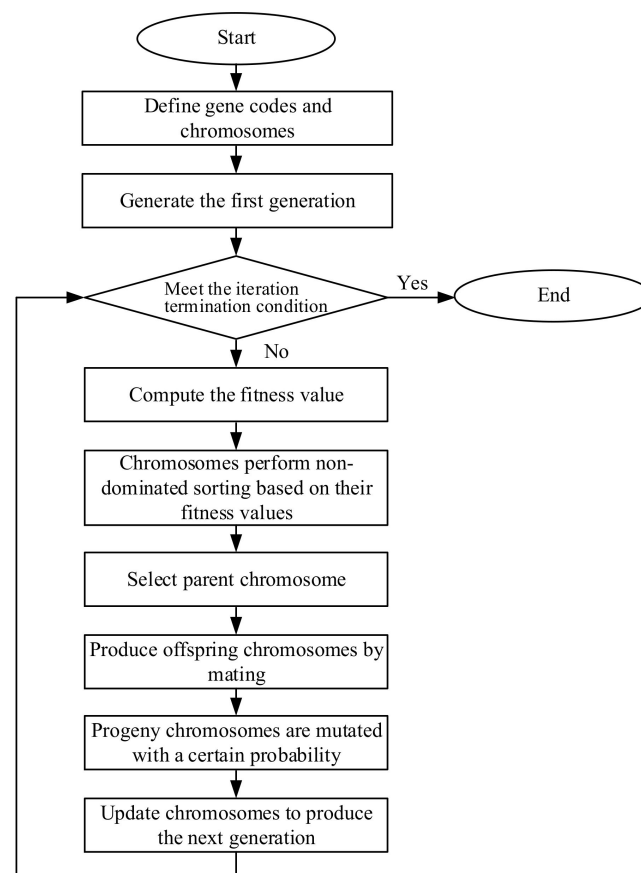 Start
Define gene codes and
chromosomes
Generate the first generation
Meet the iteration
termination condition
Yes
End
No
Compute the fitness value
Chromosomes perform non-
dominated sorting based on their
fitness values
Select parent chromosome
Produce offspring chromosomes by
mating
Progeny chromosomes are mutated
with a certain probability
Update chromosomes to produce
the next generation